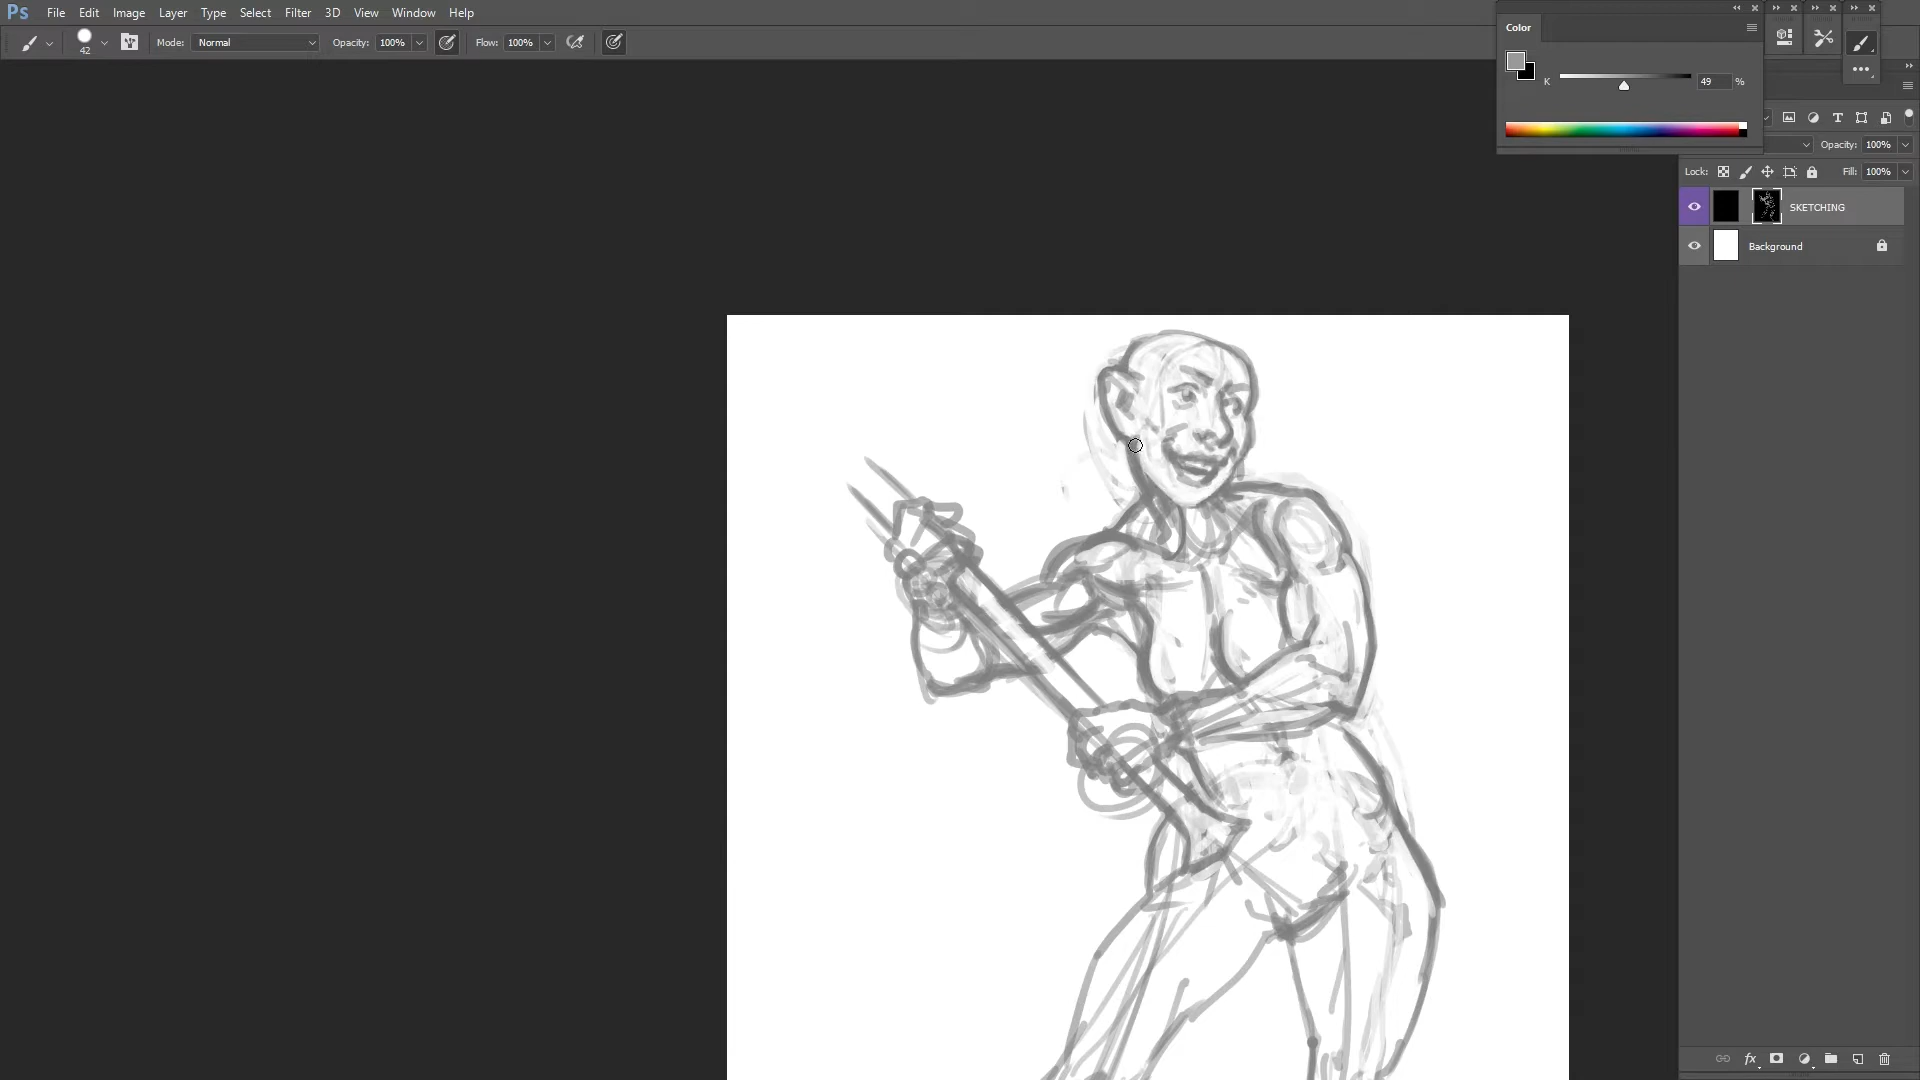 Ps File Edit Image Layer Type Select Filter 3D View Window Help
42 Mode: Normal Opacity: 100% Flow: 100%
Color
K 49 %
Opacity: 100%
Lock: Fill: 100%
SKETCHING
Background
fx